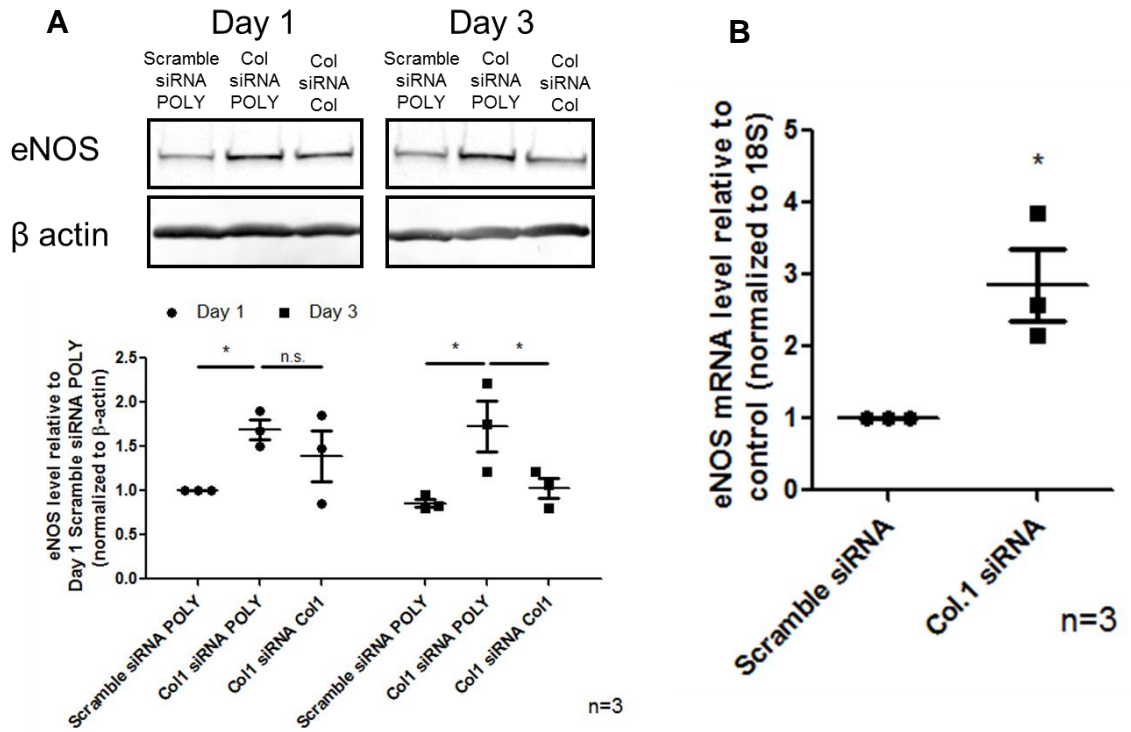 A
Day 1
Day 3
Scramble
siRNA
POLY
Col
siRNA
POLY
Col
siRNA
Col
Scramble
siRNA
POLY
Col
siRNA
POLY
Col
siRNA
Col
eNOS
β actin
Day 1
Day 3
eNOS level relative to
Day 1 Scramble siRNA POLY
(normalized to β-actin)
2.5
2.0
1.5
1.0
0.5
0.0
*
n.s.
*
*
Scramble siRNA POLY
Col1 siRNA POLY
Col1 siRNA Col1
Scramble siRNA POLY
Col1 siRNA POLY
Col1 siRNA Col1
n=3
B
eNOS mRNA level relative to
control (normalized to 18S)
5
4
3
2
1
0
*
Scramble siRNA
Col.1 siRNA
n=3